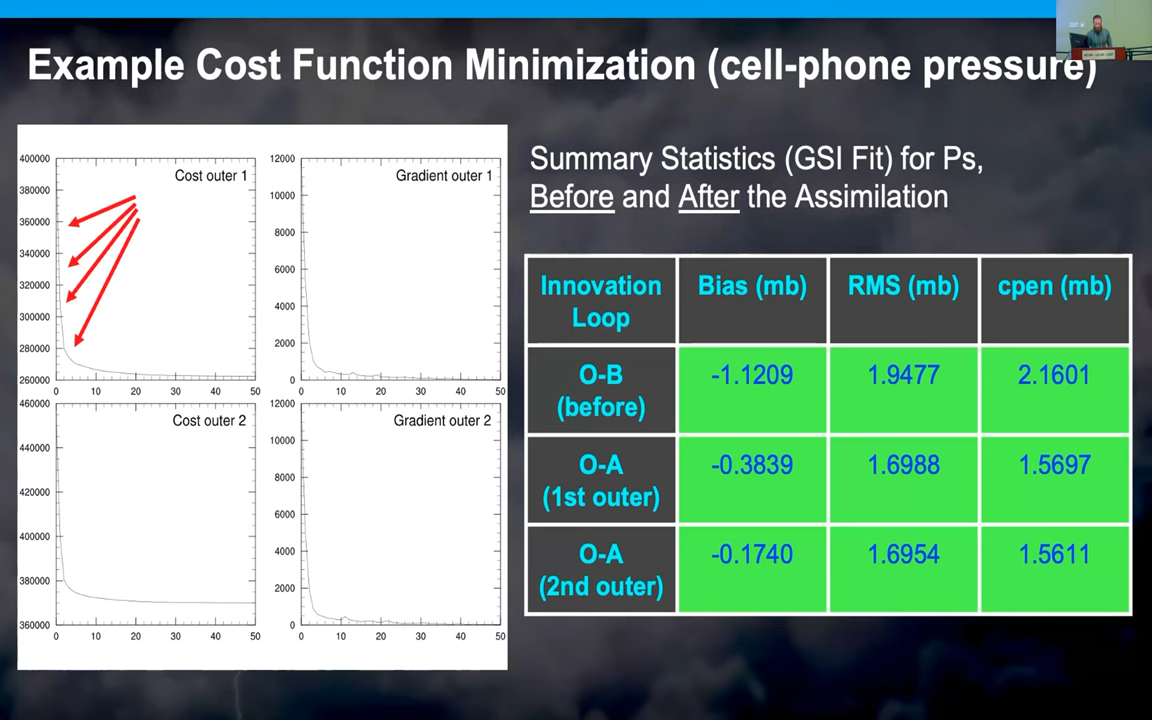 Example Cost Function Minimization (cell-phone pressure)
400000
380000
360000
340000
320000
300000
280000
260000
Cost outer 1
0 10 20 30 40 50
12000
10000
8000
6000
4000
2000
0
Gradient outer 1
0 10 20 30 40 50
460000
440000
420000
400000
380000
360000
Cost outer 2
0 10 20 30 40 50
12000
10000
8000
6000
4000
2000
0
Gradient outer 2
0 10 20 30 40 50
Summary Statistics (GSI Fit) for Ps,
Before and After the Assimilation
Innovation Loop Bias (mb) RMS (mb) cpen (mb)
O-B (before) -1.1209 1.9477 2.1601
O-A (1st outer) -0.3839 1.6988 1.5697
O-A (2nd outer) -0.1740 1.6954 1.5611